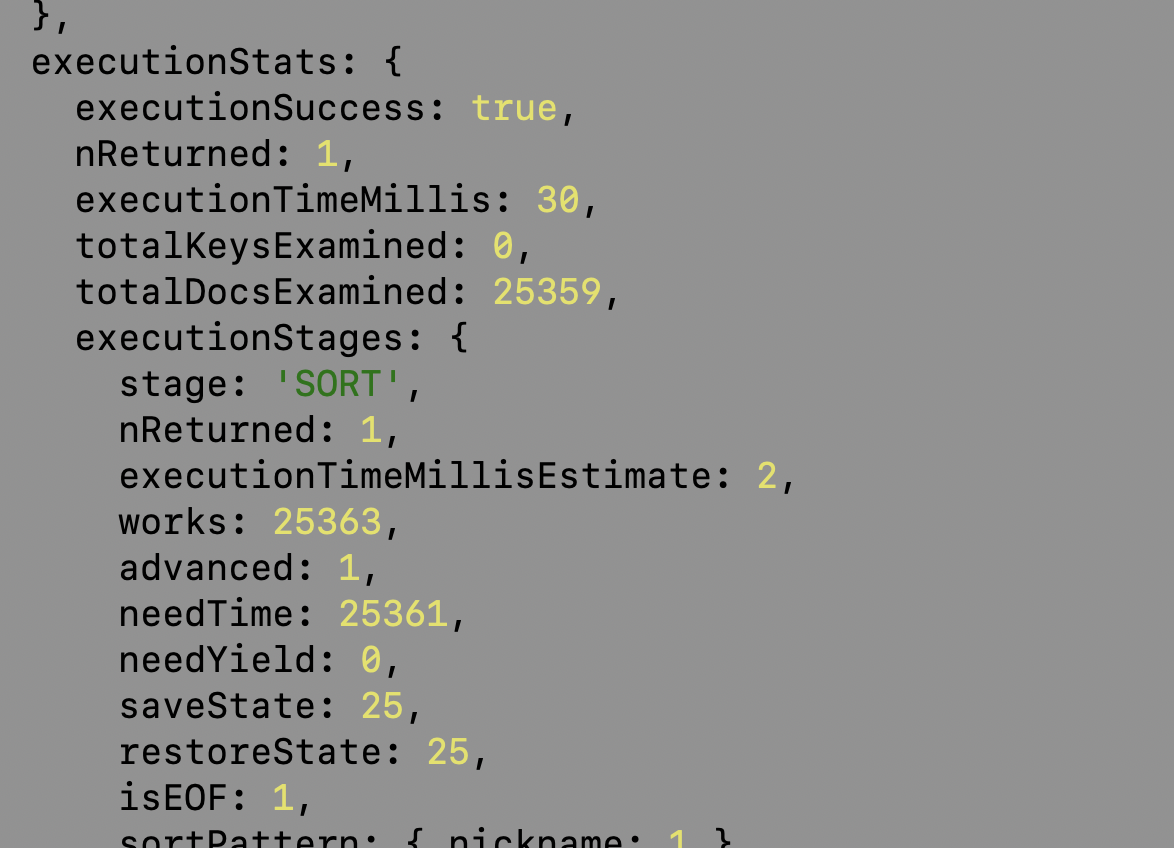 },
executionStats: {
executionSuccess: true,
nReturned: 1,
executionTimeMillis: 30,
totalKeysExamined: 0,
totalDocsExamined: 25359,
executionStages: {
stage: 'SORT',
nReturned: 1,
executionTimeMillisEstimate: 2,
works: 25363,
advanced: 1,
needTime: 25361,
needYield: 0,
saveState: 25,
restoreState: 25,
isEOF: 1,
sortPattern: { nickname: 1 }